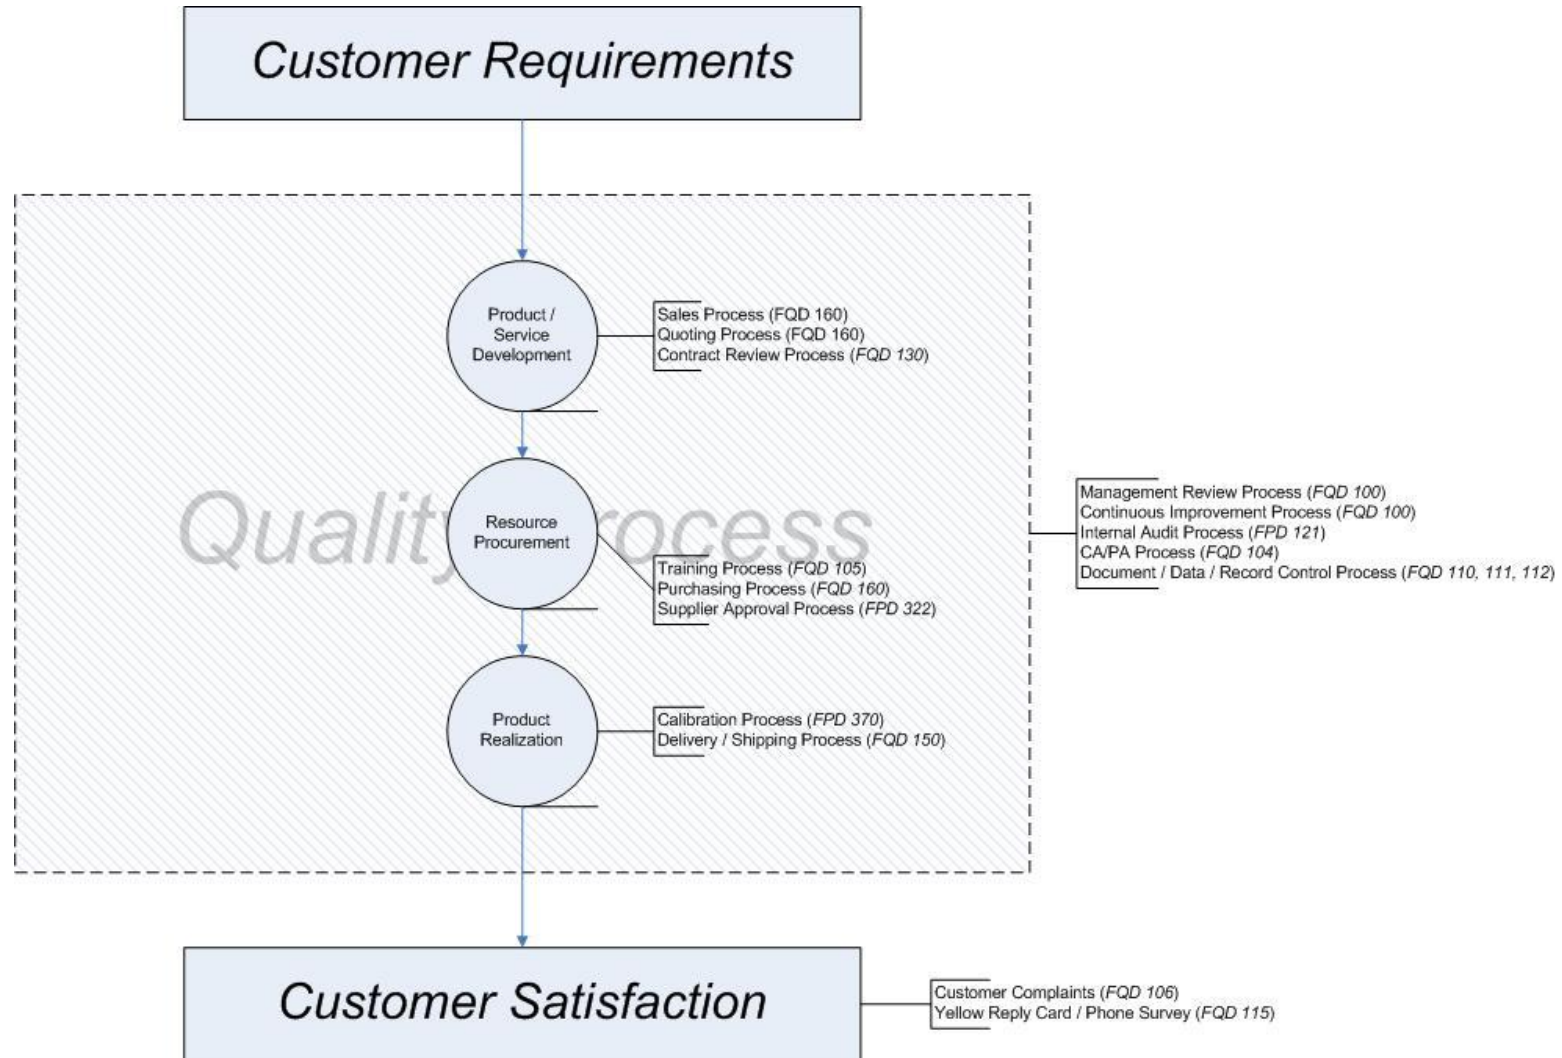 Customer Requirements
Product /
Service
Development
Sales Process (FQD 160)
Quoting Process (FQD 160)
Contract Review Process (FQD 130)
Quality Process
Resource
Procurement
Training Process (FQD 105)
Purchasing Process (FQD 160)
Supplier Approval Process (FPD 322)
Management Review Process (FQD 100)
Continuous Improvement Process (FQD 100)
Internal Audit Process (FPD 121)
CA/PA Process (FQD 104)
Document / Data / Record Control Process (FQD 110, 111, 112)
Product
Realization
Calibration Process (FPD 370)
Delivery / Shipping Process (FQD 150)
Customer Satisfaction
Customer Complaints (FQD 106)
Yellow Reply Card / Phone Survey (FQD 115)